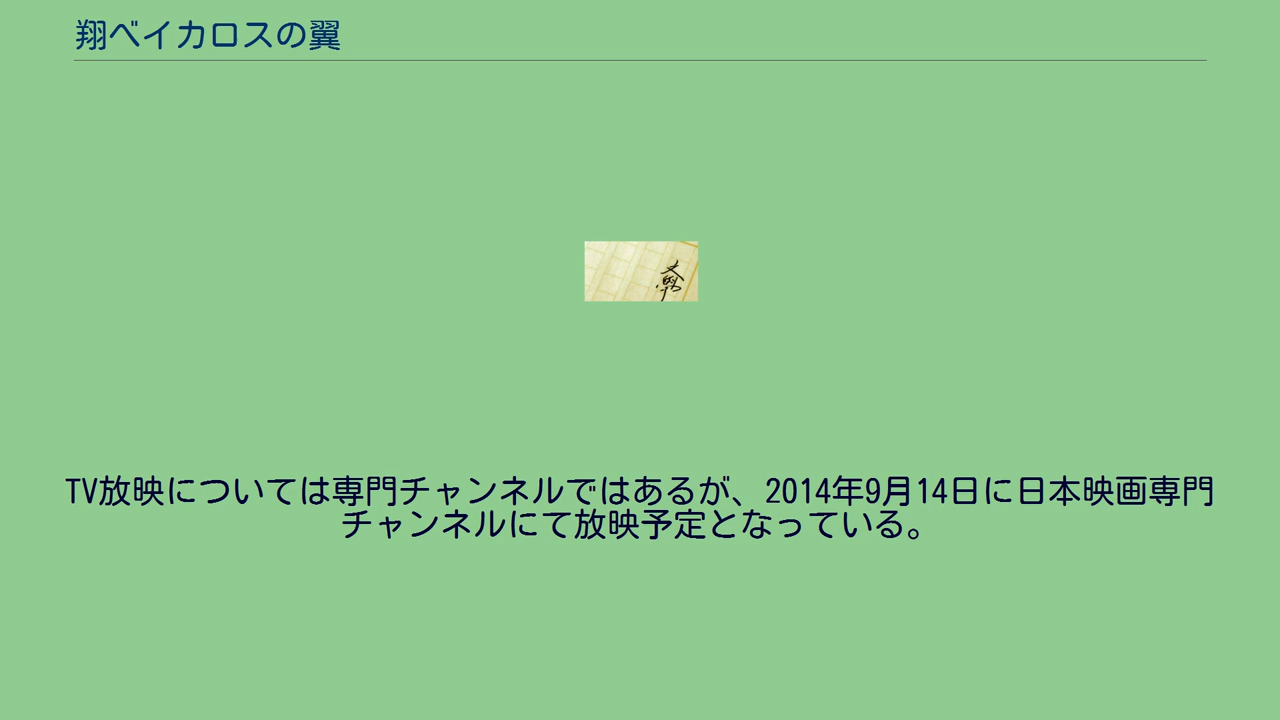 翔べイカロスの翼
TV放映については専門チャンネルではあるが、2014年9月14日に日本映画専門
チャンネルにて放映予定となっている。